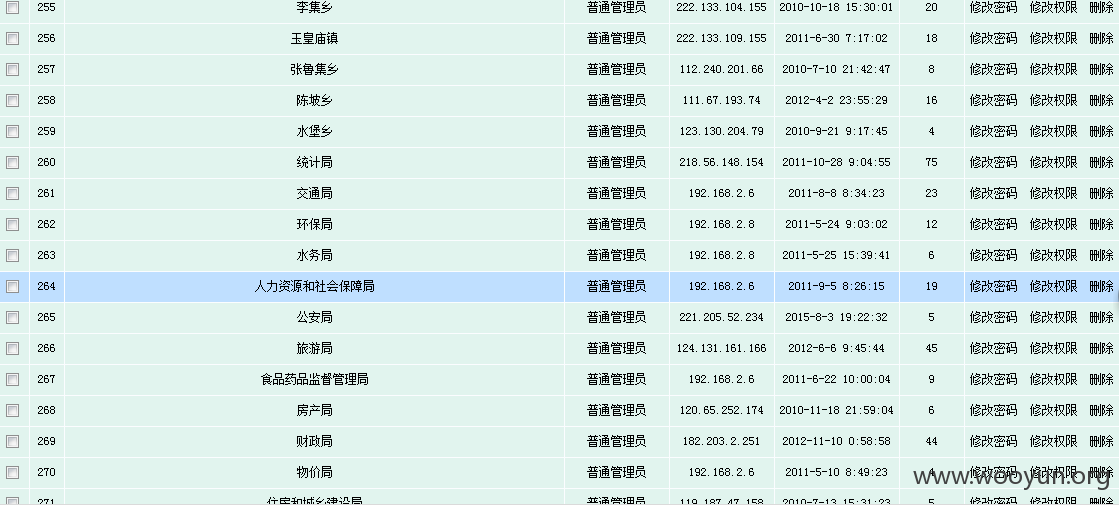 255 李集乡 普通管理员 222.133.104.155 2010-10-18 15:30:01 20 修改密码 修改权限 删除
256 玉皇庙镇 普通管理员 222.133.109.155 2011-6-30 7:17:02 18 修改密码 修改权限 删除
257 张鲁集乡 普通管理员 112.240.201.66 2010-7-10 21:42:47 8 修改密码 修改权限 删除
258 陈坡乡 普通管理员 111.67.193.74 2012-4-2 23:55:29 16 修改密码 修改权限 删除
259 水堡乡 普通管理员 123.130.204.79 2010-9-21 9:17:45 4 修改密码 修改权限 删除
260 统计局 普通管理员 218.56.148.154 2011-10-28 9:04:55 75 修改密码 修改权限 删除
261 交通局 普通管理员 192.168.2.6 2011-8-8 8:34:23 23 修改密码 修改权限 删除
262 环保局 普通管理员 192.168.2.8 2011-5-24 9:03:02 12 修改密码 修改权限 删除
263 水务局 普通管理员 192.168.2.8 2011-5-25 15:39:41 6 修改密码 修改权限 删除
264 人力资源和社会保障局 普通管理员 192.168.2.6 2011-9-5 8:26:15 19 修改密码 修改权限 删除
265 公安局 普通管理员 221.205.52.234 2015-8-3 19:22:32 5 修改密码 修改权限 删除
266 旅游局 普通管理员 124.131.161.166 2012-6-6 9:45:44 45 修改密码 修改权限 删除
267 食品药品监督管理局 普通管理员 192.168.2.6 2011-6-22 10:00:04 9 修改密码 修改权限 删除
268 房产局 普通管理员 120.65.252.174 2010-11-18 21:59:04 6 修改密码 修改权限 删除
269 财政局 普通管理员 182.203.2.251 2012-11-10 0:58:58 44 修改密码 修改权限 删除
270 物价局 普通管理员 192.168.2.6 2011-5-10 8:49:23 4 修改密码 修改权限 删除
www.wooyun.org
271 住房和城乡建设局 普通管理员 119.187.47.158 2010-7-13 15:31:23 5 修改密码 修改权限 删除